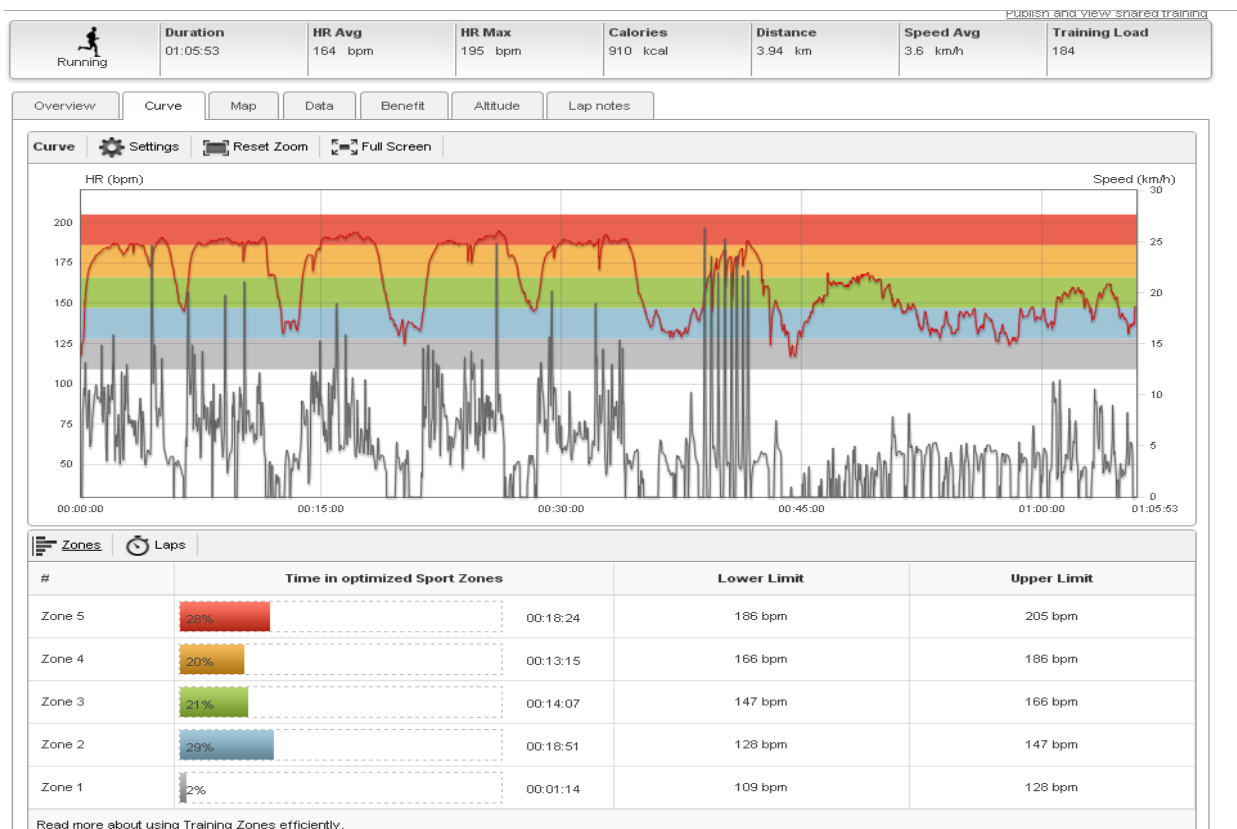 Publish and view shared training
Duration HR Avg HR Max Calories Distance Speed Avg Training Load
01:05:53 164 bpm 195 bpm 910 kcal 3.94 km 3.6 km/h 184
Running
Overview Curve Map Data Benefit Altitude Lap notes
Curve Settings Reset Zoom Full Screen
HR (bpm) Speed (km/h)
30
200
25
175
150 20
125 15
100
10
75
5
50
0
00:00:00 00:15:00 00:30:00 00:45:00 01:00:00 01:05:53
Zones Laps
# Time in optimized Sport Zones Lower Limit Upper Limit
Zone 5 28% 00:18:24 186 bpm 205 bpm
Zone 4 20% 00:13:15 166 bpm 186 bpm
Zone 3 21% 00:14:07 147 bpm 166 bpm
Zone 2 29% 00:18:51 128 bpm 147 bpm
Zone 1 2% 00:01:14 109 bpm 128 bpm
Read more about using Training Zones efficiently.